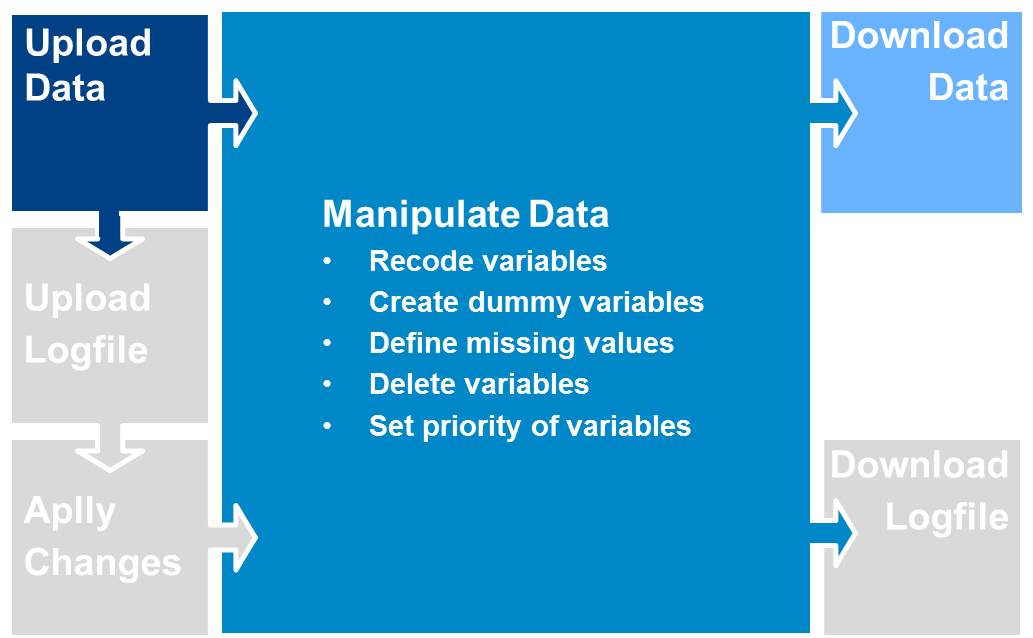 Upload
Data
Upload
Logfile
Aplly
Changes
Manipulate Data
• Recode variables
• Create dummy variables
• Define missing values
• Delete variables
• Set priority of variables
Download
Data
Download
Logfile